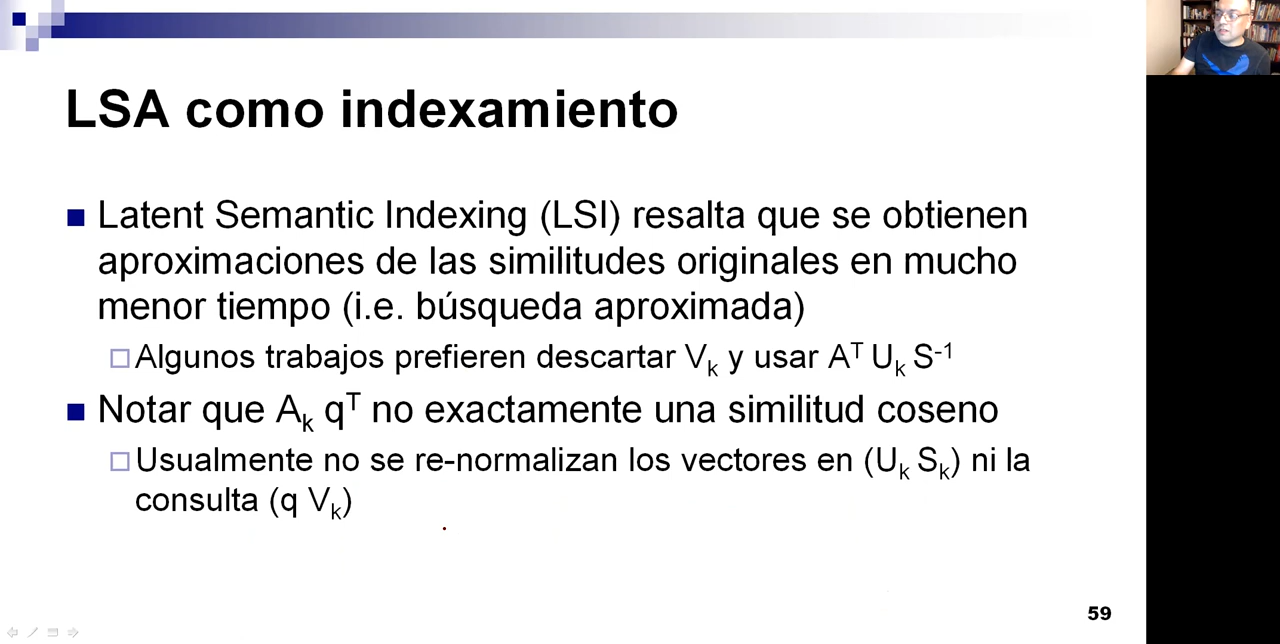 LSA como indexamiento
Latent Semantic Indexing (LSI) resalta que se obtienen
aproximaciones de las similitudes originales en mucho
menor tiempo (i.e. búsqueda aproximada)
Algunos trabajos prefieren descartar Vₖ y usar Aᵀ Uₖ S⁻¹
Notar que Aₖ qᵀ no exactamente una similitud coseno
Usualmente no se re-normalizan los vectores en (Uₖ Sₖ) ni la
consulta (q Vₖ)
59